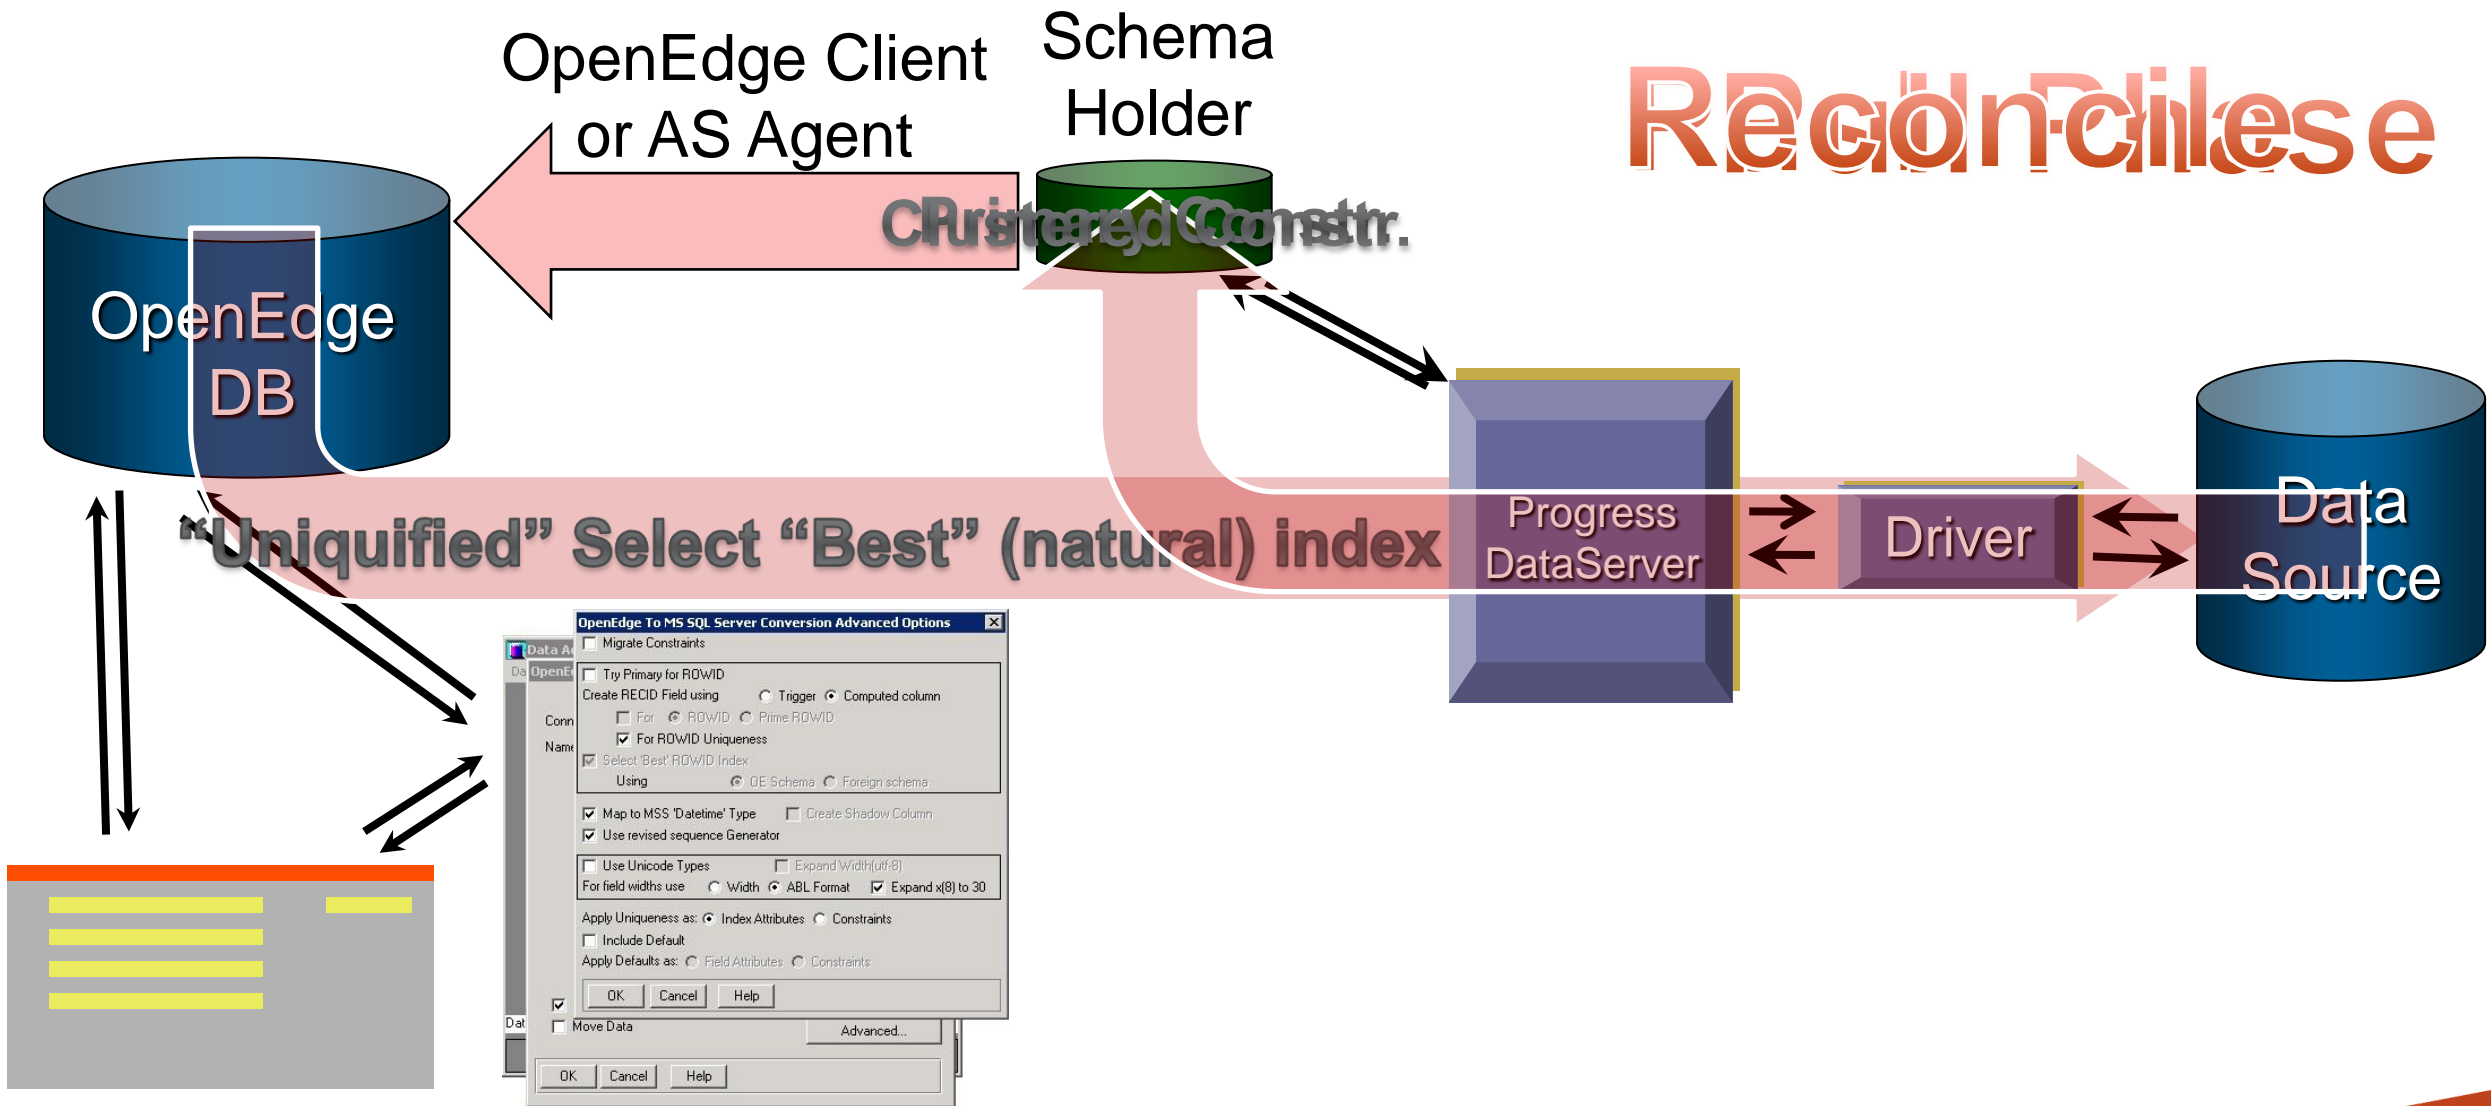 OpenEdge Client
or AS Agent
Schema
Holder
Reconcile
Clustered Constr.
OpenEdge
DB
"Uniquified" Select "Best" (natural) index
Progress
DataServer
Driver
Data
Source
OpenEdge To MS SQL Server Conversion Advanced Options
Migrate Constraints
Try Primary for ROWID
Create RECID Field using Trigger Computed column
For ROWID Prime ROWID
For ROWID Uniqueness
Select 'Best' ROWID Index
Using OE Schema Foreign schema
Map to MSS 'Datetime' Type Create Shadow Column
Use revised sequence Generator
Use Unicode Types Expand Width(utf-8)
For field widths use Width ABL Format Expand x(8) to 30
Apply Uniqueness as: Index Attributes Constraints
Include Default
Apply Defaults as: Field Attributes Constraints
OK Cancel Help
Conn
Name
Move Data Advanced...
OK Cancel Help